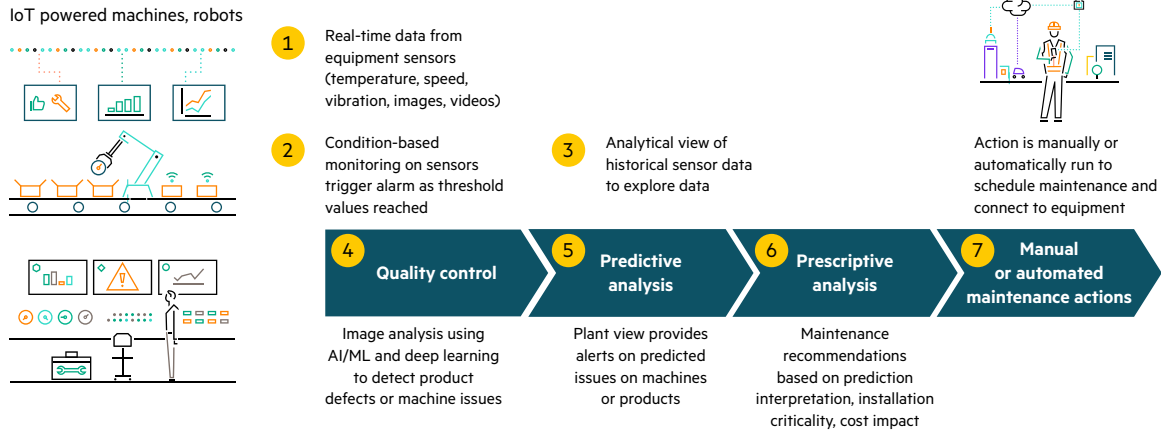 IoT powered machines, robots
1
Real-time data from
equipment sensors
(temperature, speed,
vibration, images, videos)
2
Condition-based
monitoring on sensors
trigger alarm as threshold
values reached
3
Analytical view of
historical sensor data
to explore data
Action is manually or
automatically run to
schedule maintenance and
connect to equipment
4
Quality control
5
Predictive
analysis
6
Prescriptive
analysis
7
Manual
or automated
maintenance actions
Image analysis using
AI/ML and deep learning
to detect product
defects or machine issues
Plant view provides
alerts on predicted
issues on machines
or products
Maintenance
recommendations
based on prediction
interpretation, installation
criticality, cost impact